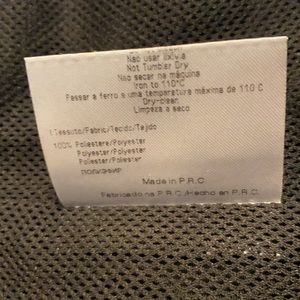 Não usar lixívia
Not Tumbler Dry
Não secar na máquina
Iron to 110°C
Passar a ferro a uma temperatura máxima de 110 C
Dry-clean
Limpeza a seco
Tessuto/Fabric/Tecido/Tejido
100% Poliestere/Polyester
Polyester/Polyester
Poliester/Poliester
ПОЛИЭФИР
Made in P.R.C.
Fabricado na P.R.C./Hecho en P.R.C.